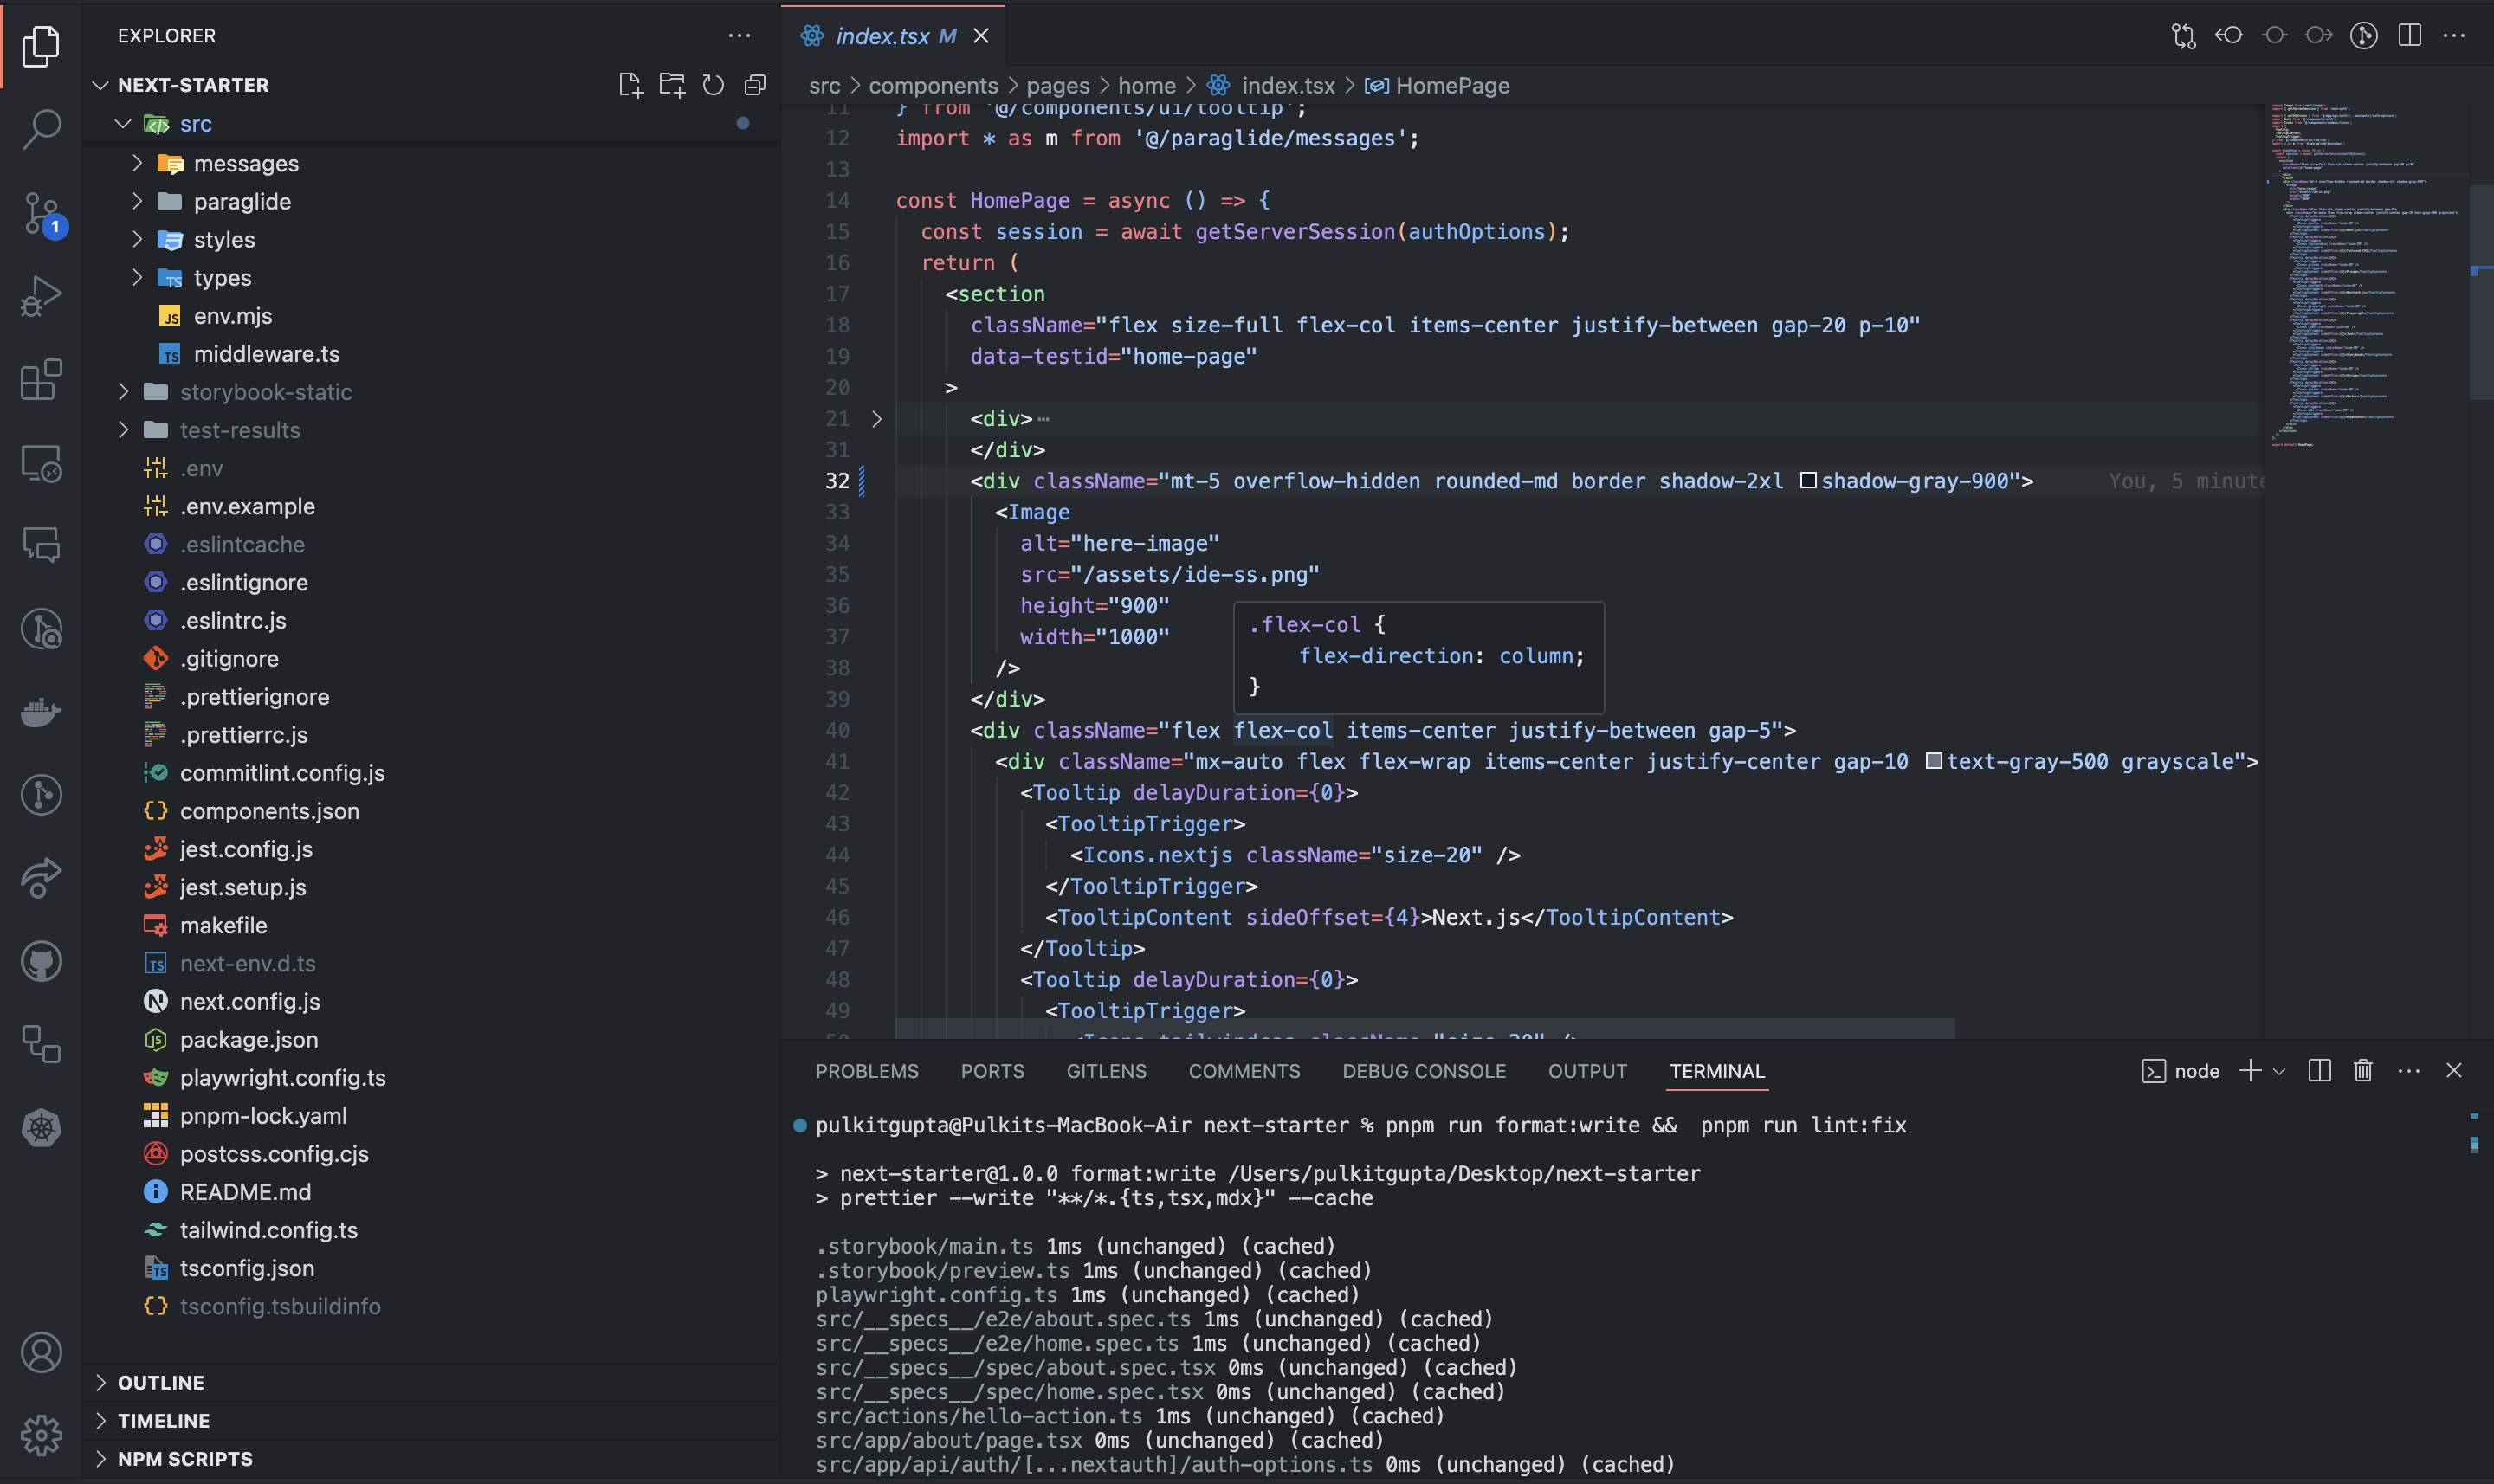 EXPLORER
NEXT-STARTER
src
messages
paraglide
styles
types
env.mjs
middleware.ts
storybook-static
test-results
.env
.env.example
.eslintcache
.eslintignore
.eslintrc.js
.gitignore
.prettierignore
.prettierrc.js
commitlint.config.js
components.json
jest.config.js
jest.setup.js
makefile
next-env.d.ts
next.config.js
package.json
playwright.config.ts
pnpm-lock.yaml
postcss.config.cjs
README.md
tailwind.config.ts
tsconfig.json
tsconfig.tsbuildinfo
OUTLINE
TIMELINE
NPM SCRIPTS
1
index.tsx M
src > components > pages > home > index.tsx > HomePage
11 } from '@/components/ui/tooltip';
12 import * as m from '@/paraglide/messages';
13
14 const HomePage = async () => {
15 const session = await getServerSession(authOptions);
16 return (
17 <section
18 className="flex size-full flex-col items-center justify-between gap-20 p-10"
19 data-testid="home-page"
20 >
21 <div>⋯
31 </div>
32 <div className="mt-5 overflow-hidden rounded-md border shadow-2xl shadow-gray-900"> You, 5 minute
33 <Image
34 alt="here-image"
35 src="/assets/ide-ss.png"
36 height="900"
37 width="1000"
38 />
39 </div>
.flex-col {
flex-direction: column;
}
40 <div className="flex flex-col items-center justify-between gap-5">
41 <div className="mx-auto flex flex-wrap items-center justify-center gap-10 text-gray-500 grayscale">
42 <Tooltip delayDuration={0}>
43 <TooltipTrigger>
44 <Icons.nextjs className="size-20" />
45 </TooltipTrigger>
46 <TooltipContent sideOffset={4}>Next.js</TooltipContent>
47 </Tooltip>
48 <Tooltip delayDuration={0}>
49 <TooltipTrigger>
50 <Icons.tailwindcss className="size-20" />
PROBLEMS PORTS GITLENS COMMENTS DEBUG CONSOLE OUTPUT TERMINAL node
pulkitgupta@Pulkits-MacBook-Air next-starter % pnpm run format:write &&  pnpm run lint:fix
> next-starter@1.0.0 format:write /Users/pulkitgupta/Desktop/next-starter
> prettier --write "**/*.{ts,tsx,mdx}" --cache
.storybook/main.ts 1ms (unchanged) (cached)
.storybook/preview.ts 1ms (unchanged) (cached)
playwright.config.ts 1ms (unchanged) (cached)
src/__specs__/e2e/about.spec.ts 1ms (unchanged) (cached)
src/__specs__/e2e/home.spec.ts 1ms (unchanged) (cached)
src/__specs__/spec/about.spec.tsx 0ms (unchanged) (cached)
src/__specs__/spec/home.spec.tsx 0ms (unchanged) (cached)
src/actions/hello-action.ts 1ms (unchanged) (cached)
src/app/about/page.tsx 0ms (unchanged) (cached)
src/app/api/auth/[...nextauth]/auth-options.ts 0ms (unchanged) (cached)